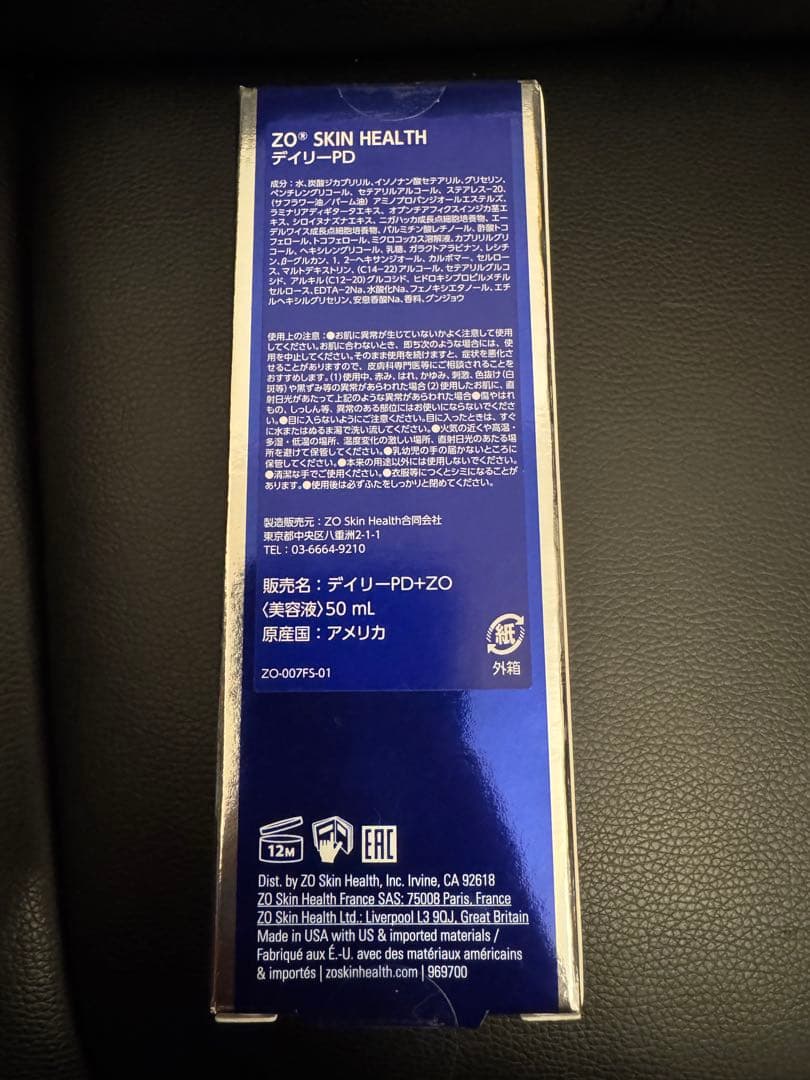 ZO® SKIN HEALTH
デイリーPD
成分：水、炭酸ジカプリリル、イソノナン酸セテアリル、グリセリン、
ペンチレングリコール、セテアリルアルコール、ステアレス-20、
(サフラワー油／パーム油) アミノプロパンジオールエステルズ、
ラミナリアディギタータエキス、オプンチアフィクスインジカ茎エ
キス、シロイヌナズナエキス、ニガハッカ成長点細胞培養物、エー
デルワイス成長点細胞培養物、パルミチン酸レチノール、酢酸トコ
フェロール、トコフェロール、ミクロコッカス溶解液、カプリリルグリ
コール、ヘキシレングリコール、乳糖、ガラクトアラビナン、レシチ
ン、β-グルカン、1，2-ヘキサンジオール、カルボマー、セルロー
ス、マルトデキストリン、(C14-22)アルコール、セテアリルグルコ
シド、アルキル(C12-20)グルコシド、ヒドロキシプロピルメチル
セルロース、EDTA-2Na、水酸化Na、フェノキシエタノール、エチ
ルヘキシルグリセリン、安息香酸Na、香料、グンジョウ
使用上の注意：●お肌に異常が生じていないかよく注意して使用
してください。お肌に合わないとき、即ち次のような場合には、使
用を中止してください。そのまま使用を続けますと、症状を悪化さ
せることがありますので、皮膚科専門医等にご相談されることを
おすすめします。(1)使用中、赤み、はれ、かゆみ、刺激、色抜け(白
斑等)や黒ずみ等の異常があらわれた場合(2)使用したお肌に、直
射日光があたって上記のような異常があらわれた場合●傷やはれ
もの、しっしん等、異常のある部位にはお使いにならないでくださ
い。●目に入らないようにご注意ください。目に入ったときは、すぐ
に水またはぬるま湯で洗い流してください。●火気の近くや高温・
多湿・低温の場所、温度変化の激しい場所、直射日光のあたる場
所を避けて保管してください。●乳幼児の手の届かないところに
保管してください。●本来の用途以外には使用しないでください。
●清潔な手でご使用ください。●衣服等につくとシミになることが
あります。●使用後は必ずふたをしっかりと閉めてください。
製造販売元：ZO Skin Health合同会社
東京都中央区八重洲2-1-1
TEL：03-6664-9210
販売名：デイリーPD+ZO
〈美容液〉50 mL
原産国：アメリカ
紙
外箱
ZO-007FS-01
12M
EAC
Dist. by ZO Skin Health, Inc. Irvine, CA 92618
ZO Skin Health France SAS: 75008 Paris, France
ZO Skin Health Ltd.: Liverpool L3 9QJ, Great Britain
Made in USA with US & imported materials /
Fabriqué aux É.-U. avec des matériaux américains
& importés | zoskinhealth.com | 969700